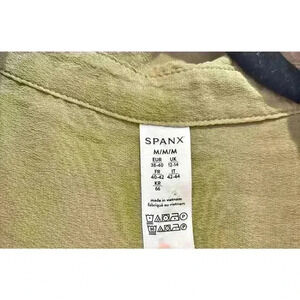 SPANX
M/M/M
EUR UK
38-40 12-14
FR IT
40-42 42-44
KR
66
made in vietnam
fabriqué au vietnam